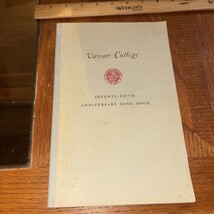 Vassar College
SEVENTY-FIFTH
ANNIVERSARY SONG BOOK